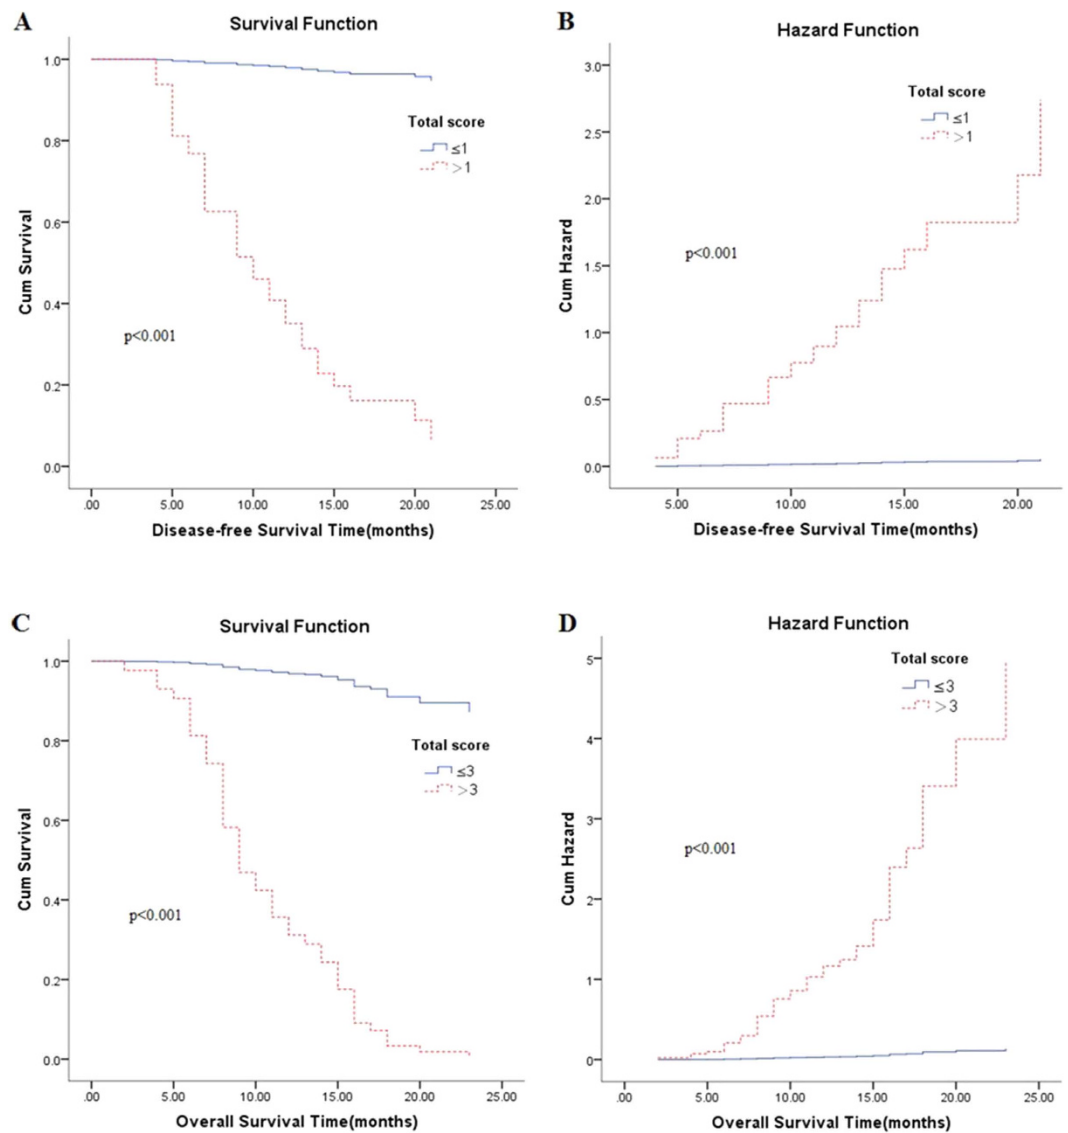 A
Survival Function
1.0
0.8
0.6
0.4
0.2
0.0
Cum Survival
Total score
≤1
>1
p<0.001
.00 5.00 10.00 15.00 20.00 25.00
Disease-free Survival Time(months)
B
Hazard Function
3.0
2.5
2.0
1.5
1.0
0.5
0.0
Cum Hazard
Total score
≤1
>1
p<0.001
5.00 10.00 15.00 20.00
Disease-free Survival Time(months)
C
Survival Function
1.0
0.8
0.6
0.4
0.2
0.0
Cum Survival
Total score
≤3
>3
p<0.001
.00 5.00 10.00 15.00 20.00 25.00
Overall Survival Time(months)
D
Hazard Function
5
4
3
2
1
0
Cum Hazard
Total score
≤3
>3
p<0.001
.00 5.00 10.00 15.00 20.00 25.00
Overall Survival Time(months)